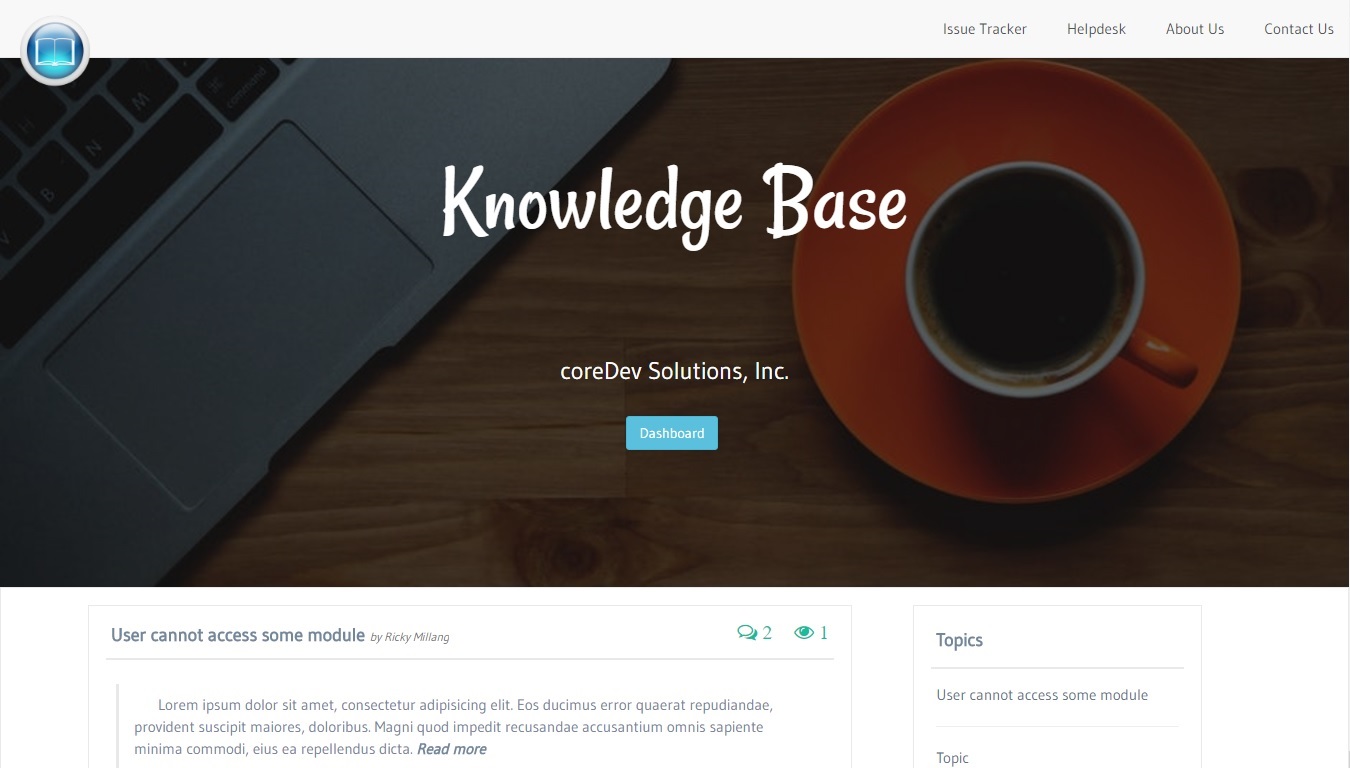 Issue Tracker
Helpdesk
About Us
Contact Us
command
W
H
N
B
V
Knowledge Base
coreDev Solutions, Inc.
Dashboard
User cannot access some module by Ricky Millang
2
1
Lorem ipsum dolor sit amet, consectetur adipisicing elit. Eos ducimus error quaerat repudiandae,
provident suscipit maiores, doloribus. Magni quod impedit recusandae accusantium omnis sapiente
minima commodi, eius ea repellendus dicta. Read more
Topics
User cannot access some module
Topic